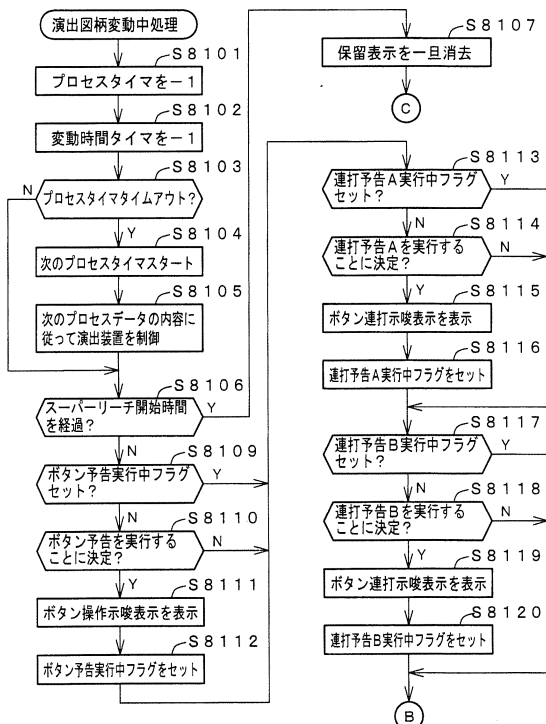 演出図柄変動中処理
S8101
プロセスタイマを－1
S8102
変動時間タイマを－1
S8103
プロセスタイマタイムアウト？
N
Y
S8104
次のプロセスタイマスタート
S8105
次のプロセスデータの内容に
従って演出装置を制御
S8106
スーパーリーチ開始時間
を経過？
Y
N
S8109
ボタン予告実行中フラグ
セット？
Y
N
S8110
ボタン予告を実行する
ことに決定？
N
Y
S8111
ボタン操作示唆表示を表示
S8112
ボタン予告実行中フラグをセット
S8107
保留表示を一旦消去
C
S8113
連打予告A実行中フラグ
セット？
Y
N
S8114
連打予告Aを実行する
ことに決定？
N
Y
S8115
ボタン連打示唆表示を表示
S8116
連打予告A実行中フラグをセット
S8117
連打予告B実行中フラグ
セット？
Y
N
S8118
連打予告Bを実行する
ことに決定？
N
Y
S8119
ボタン連打示唆表示を表示
S8120
連打予告B実行中フラグをセット
B